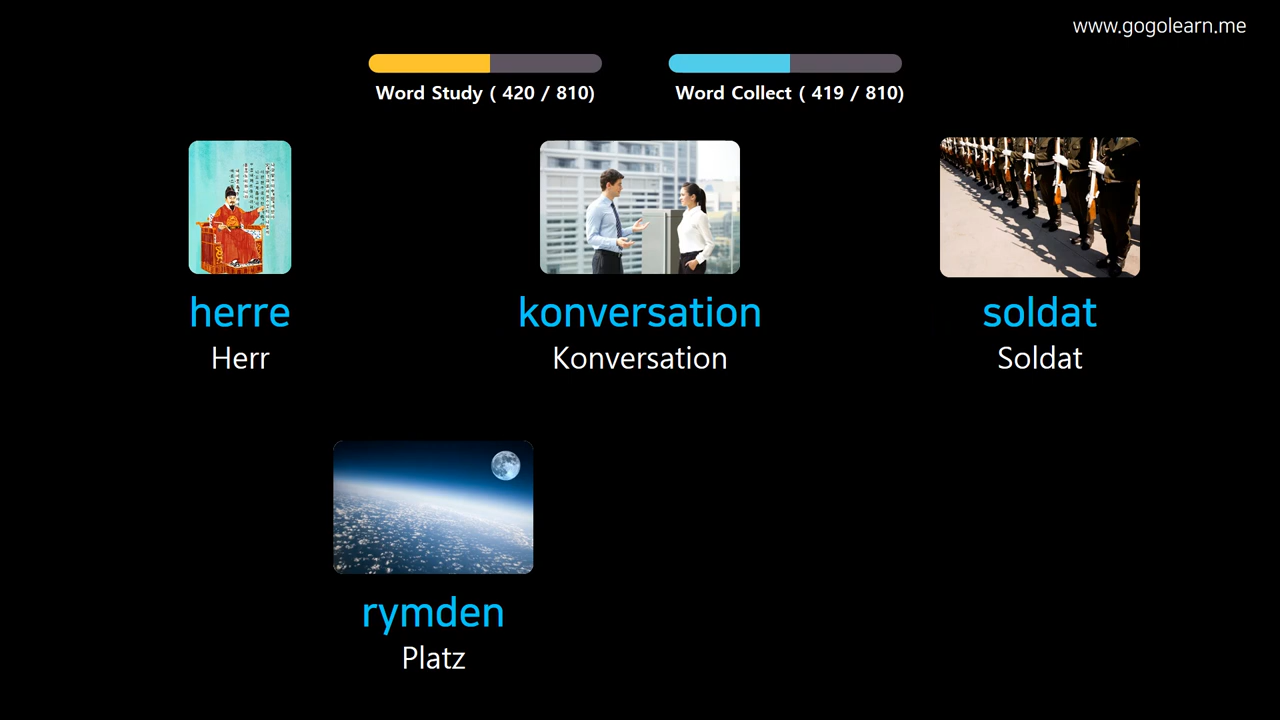 www.gogolearn.me
Word Study ( 420 / 810)
Word Collect ( 419 / 810)
herre
Herr
konversation
Konversation
soldat
Soldat
rymden
Platz